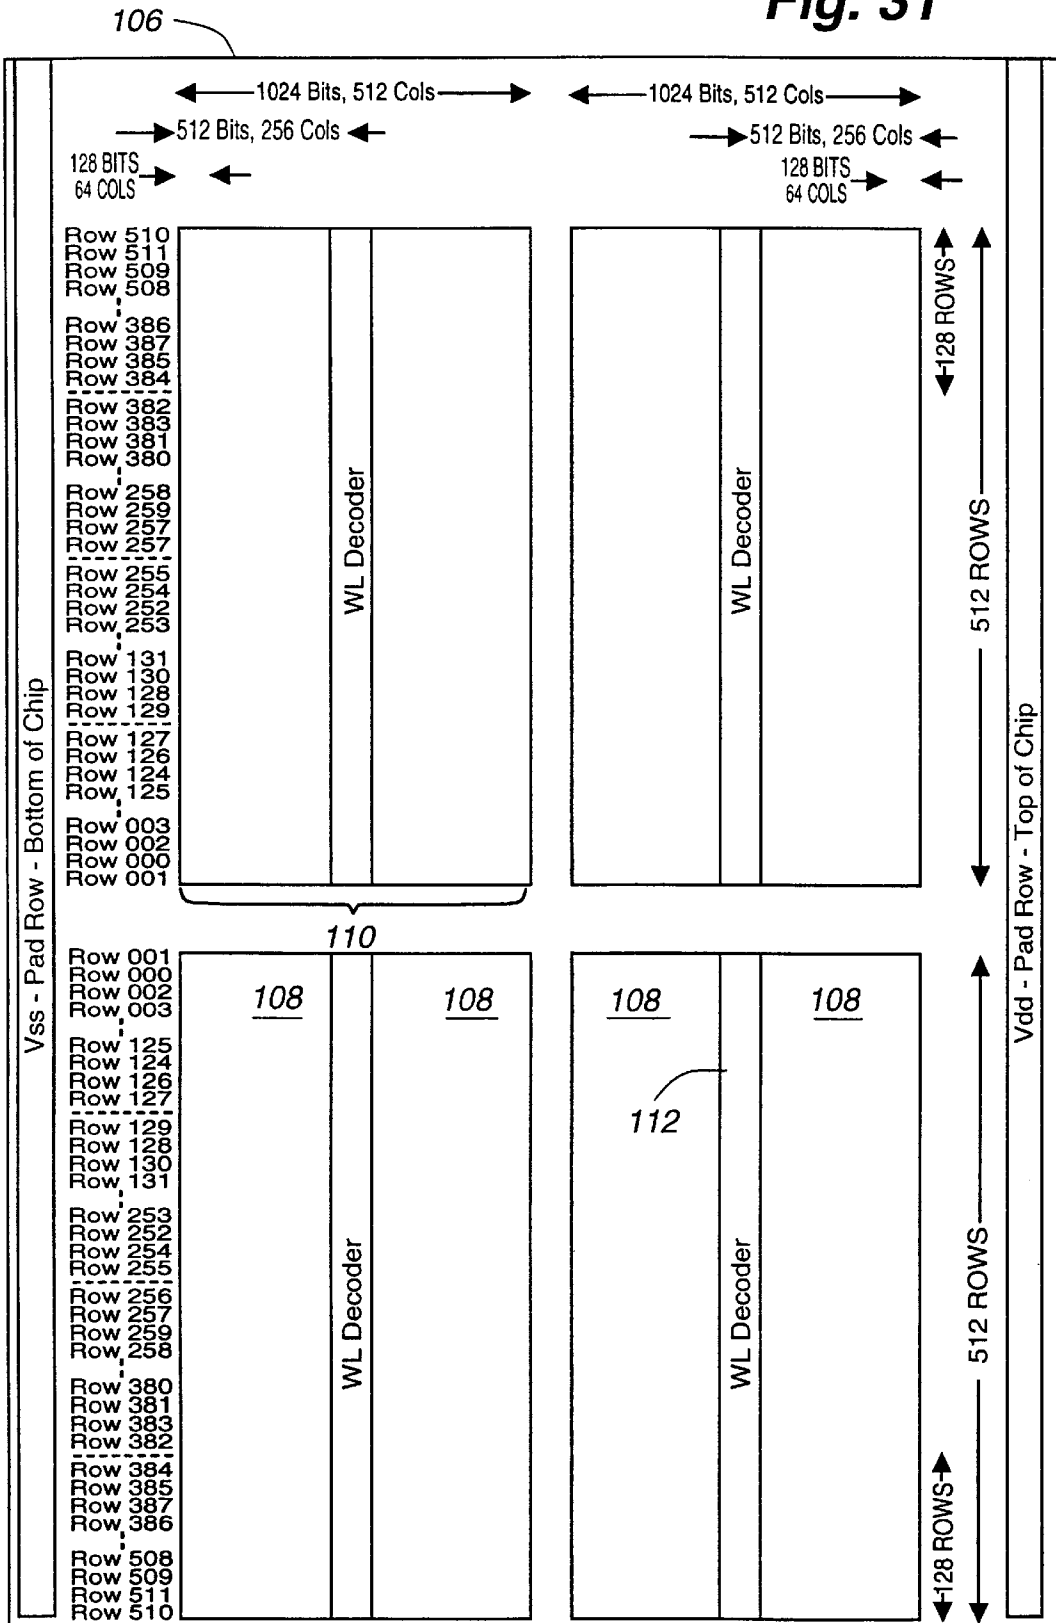 Fig. 31
106
1024 Bits, 512 Cols
1024 Bits, 512 Cols
512 Bits, 256 Cols
512 Bits, 256 Cols
128 BITS
64 COLS
128 BITS
64 COLS
Row 510
Row 511
Row 509
Row 508
Row 386
Row 387
Row 385
Row 384
Row 382
Row 383
Row 381
Row 380
Row 258
Row 259
Row 257
Row 257
Row 255
Row 254
Row 252
Row 253
Row 131
Row 130
Row 128
Row 129
Row 127
Row 126
Row 124
Row 125
Row 003
Row 002
Row 000
Row 001
WL Decoder
WL Decoder
128 ROWS
512 ROWS
Vss - Pad Row - Bottom of Chip
Vdd - Pad Row - Top of Chip
110
Row 001
Row 000
Row 002
Row 003
Row 125
Row 124
Row 126
Row 127
Row 129
Row 128
Row 130
Row 131
Row 253
Row 252
Row 254
Row 255
Row 256
Row 257
Row 259
Row 258
Row 380
Row 381
Row 383
Row 382
Row 384
Row 385
Row 387
Row 386
Row 508
Row 509
Row 511
Row 510
108
108
108
108
112
WL Decoder
WL Decoder
512 ROWS
128 ROWS